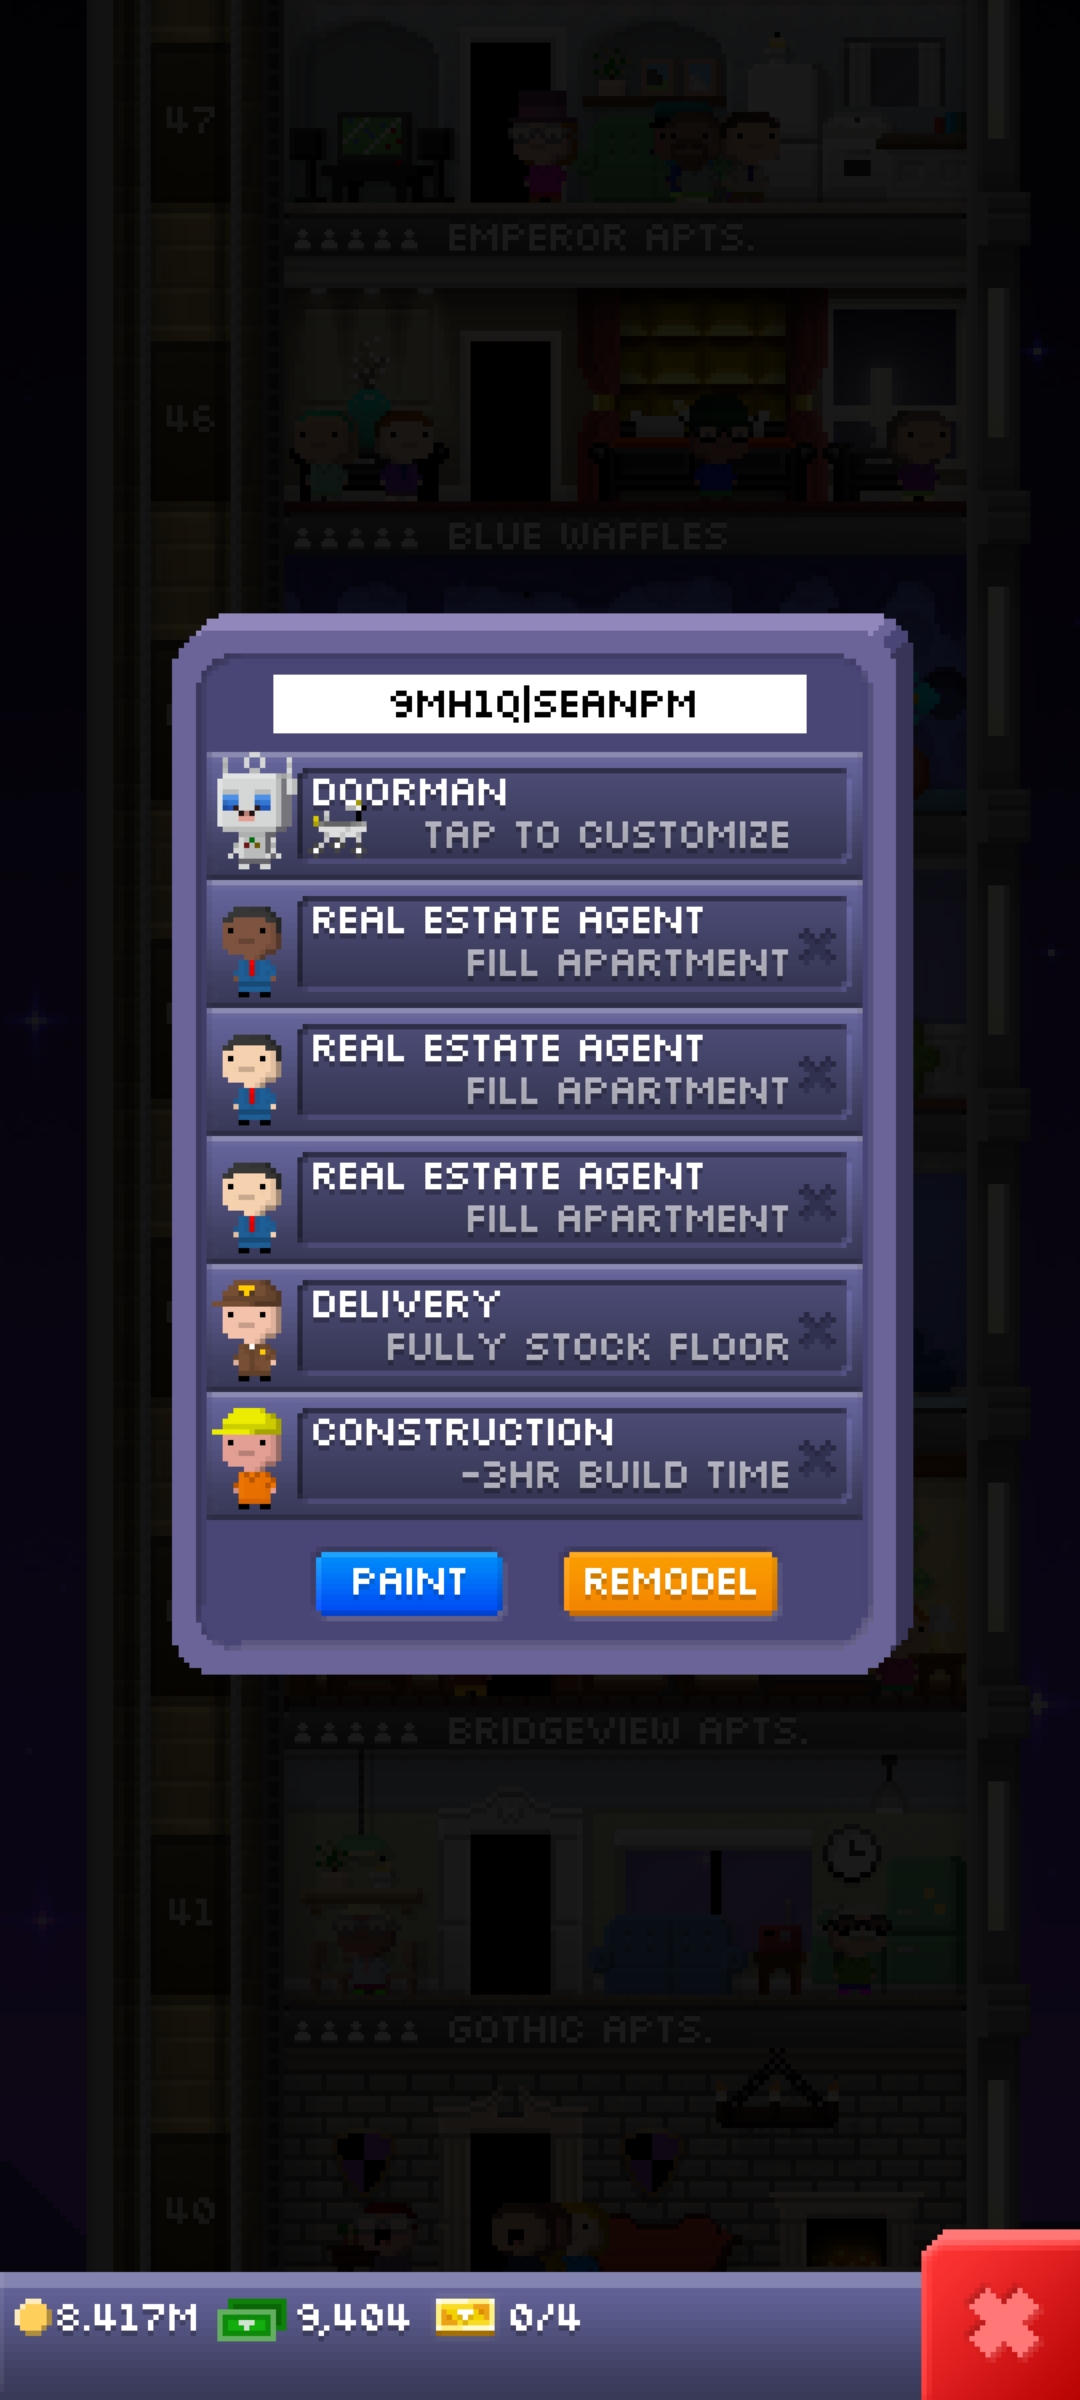 47
EMPEROR APTS.
46
BLUE WAFFLES
9MH1Q|SEANPM
DOORMAN
TAP TO CUSTOMIZE
REAL ESTATE AGENT
FILL APARTMENT
REAL ESTATE AGENT
FILL APARTMENT
REAL ESTATE AGENT
FILL APARTMENT
DELIVERY
FULLY STOCK FLOOR
CONSTRUCTION
-3HR BUILD TIME
PAINT
REMODEL
BRIDGEVIEW APTS.
41
GOTHIC APTS.
40
8.417M
9,404
0/4